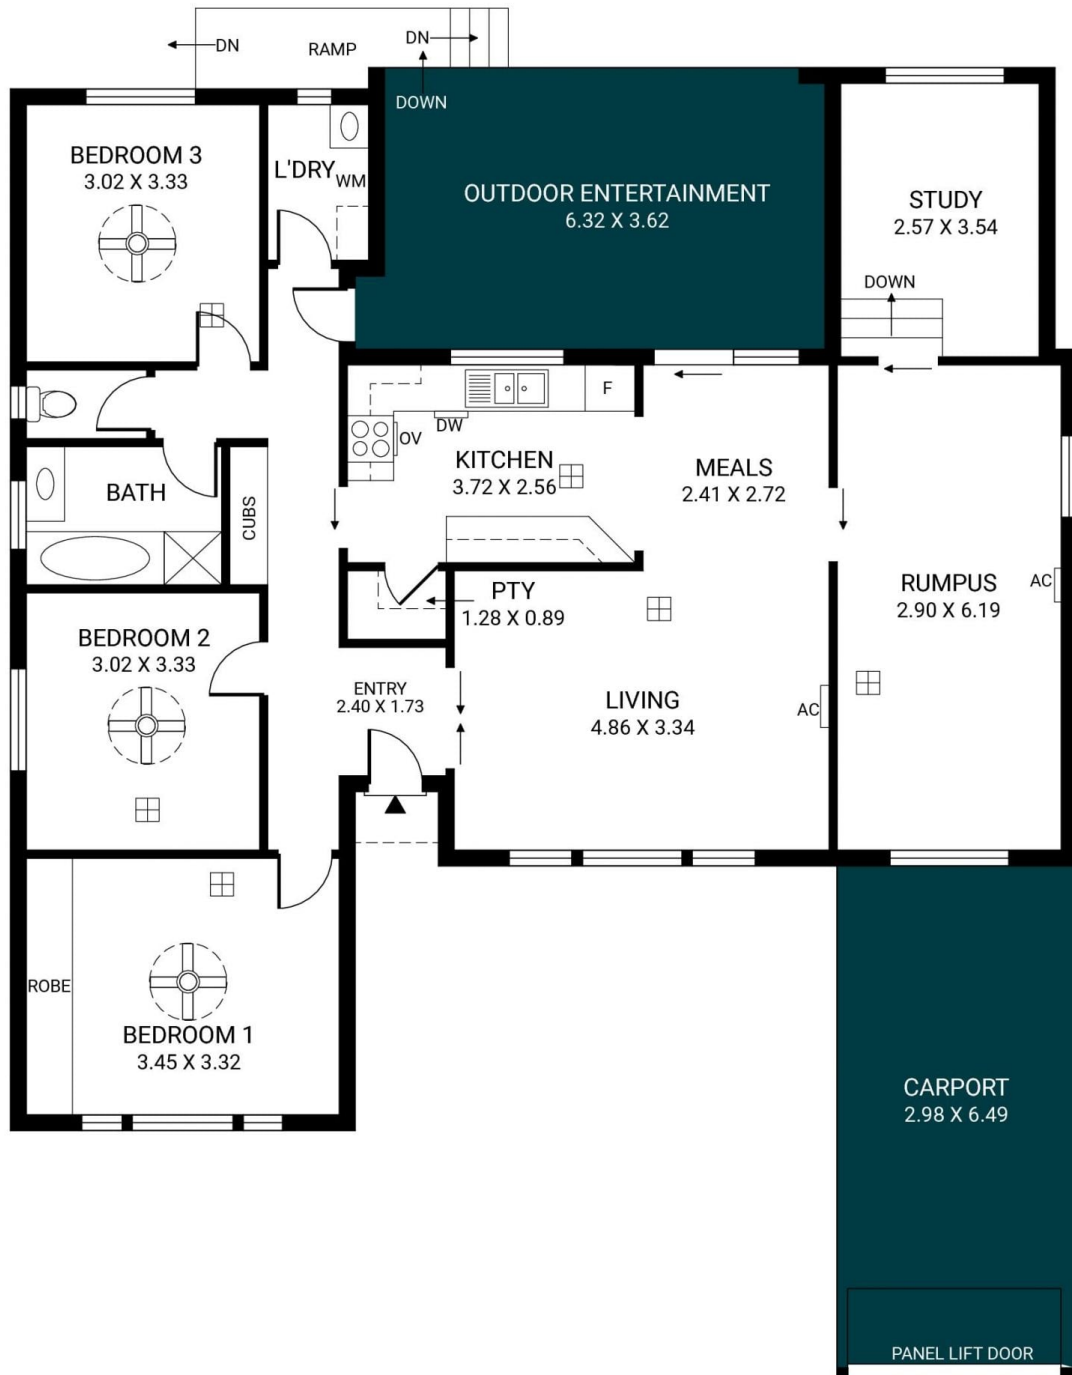 DN
RAMP
DN
DOWN
BEDROOM 3
3.02 X 3.33
L'DRY
WM
OUTDOOR ENTERTAINMENT
6.32 X 3.62
STUDY
2.57 X 3.54
DOWN
F
DW
OV
KITCHEN
3.72 X 2.56
MEALS
2.41 X 2.72
BATH
CUBS
PTY
1.28 X 0.89
RUMPUS
2.90 X 6.19
AC
BEDROOM 2
3.02 X 3.33
ENTRY
2.40 X 1.73
LIVING
4.86 X 3.34
AC
ROBE
BEDROOM 1
3.45 X 3.32
CARPORT
2.98 X 6.49
PANEL LIFT DOOR